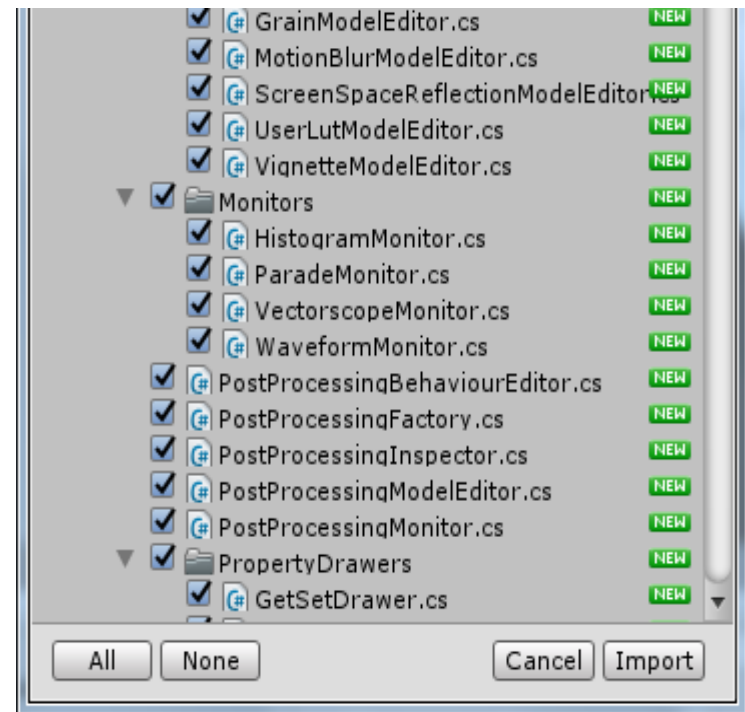 GrainModelEditor.cs NEW
MotionBlurModelEditor.cs NEW
ScreenSpaceReflectionModelEditor.cs NEW
UserLutModelEditor.cs NEW
VignetteModelEditor.cs NEW
Monitors NEW
HistogramMonitor.cs NEW
ParadeMonitor.cs NEW
VectorscopeMonitor.cs NEW
WaveformMonitor.cs NEW
PostProcessingBehaviourEditor.cs NEW
PostProcessingFactory.cs NEW
PostProcessingInspector.cs NEW
PostProcessingModelEditor.cs NEW
PostProcessingMonitor.cs NEW
PropertyDrawers NEW
GetSetDrawer.cs NEW
All None Cancel Import